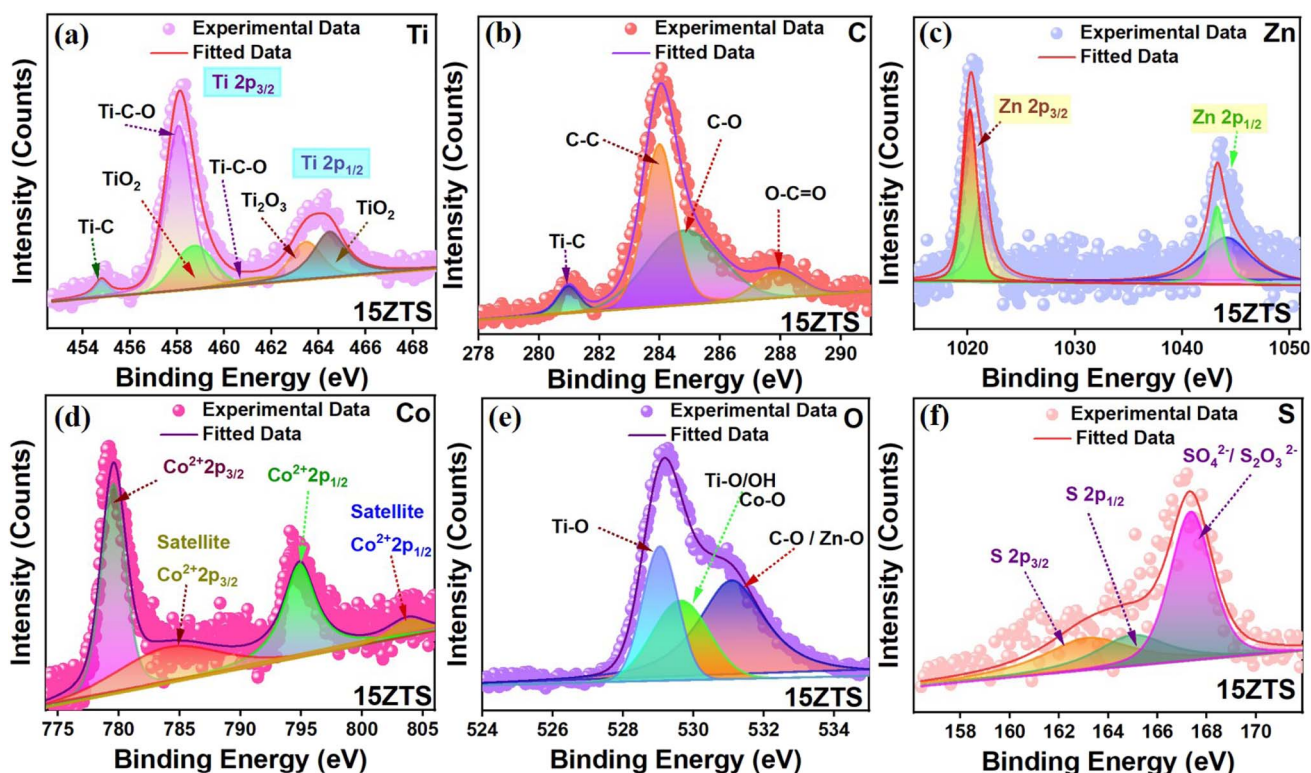 (a)
Experimental Data
Fitted Data
Ti
Ti 2p3/2
Ti-C-O
TiO2
Ti-C
Ti-C-O
Ti 2p1/2
Ti2O3
TiO2
15ZTS
454 456 458 460 462 464 466 468
Binding Energy (eV)
Intensity (Counts)
(b)
Experimental Data
Fitted Data
C
C-C
C-O
O-C=O
Ti-C
15ZTS
278 280 282 284 286 288 290
Binding Energy (eV)
Intensity (Counts)
(c)
Experimental Data
Fitted Data
Zn
Zn 2p3/2
Zn 2p1/2
15ZTS
1020 1030 1040 1050
Binding Energy (eV)
Intensity (Counts)
(d)
Experimental Data
Fitted Data
Co
Co2+2p3/2
Co2+2p1/2
Satellite
Co2+2p3/2
Satellite
Co2+2p1/2
15ZTS
775 780 785 790 795 800 805
Binding Energy (eV)
Intensity (Counts)
(e)
Experimental Data
Fitted Data
O
Ti-O/OH
Co-O
Ti-O
C-O / Zn-O
15ZTS
524 526 528 530 532 534
Binding Energy (eV)
Intensity (Counts)
(f)
Experimental Data
Fitted Data
S
SO4 2-/ S2O3 2-
S 2p1/2
S 2p3/2
15ZTS
158 160 162 164 166 168 170
Binding Energy (eV)
Intensity (Counts)